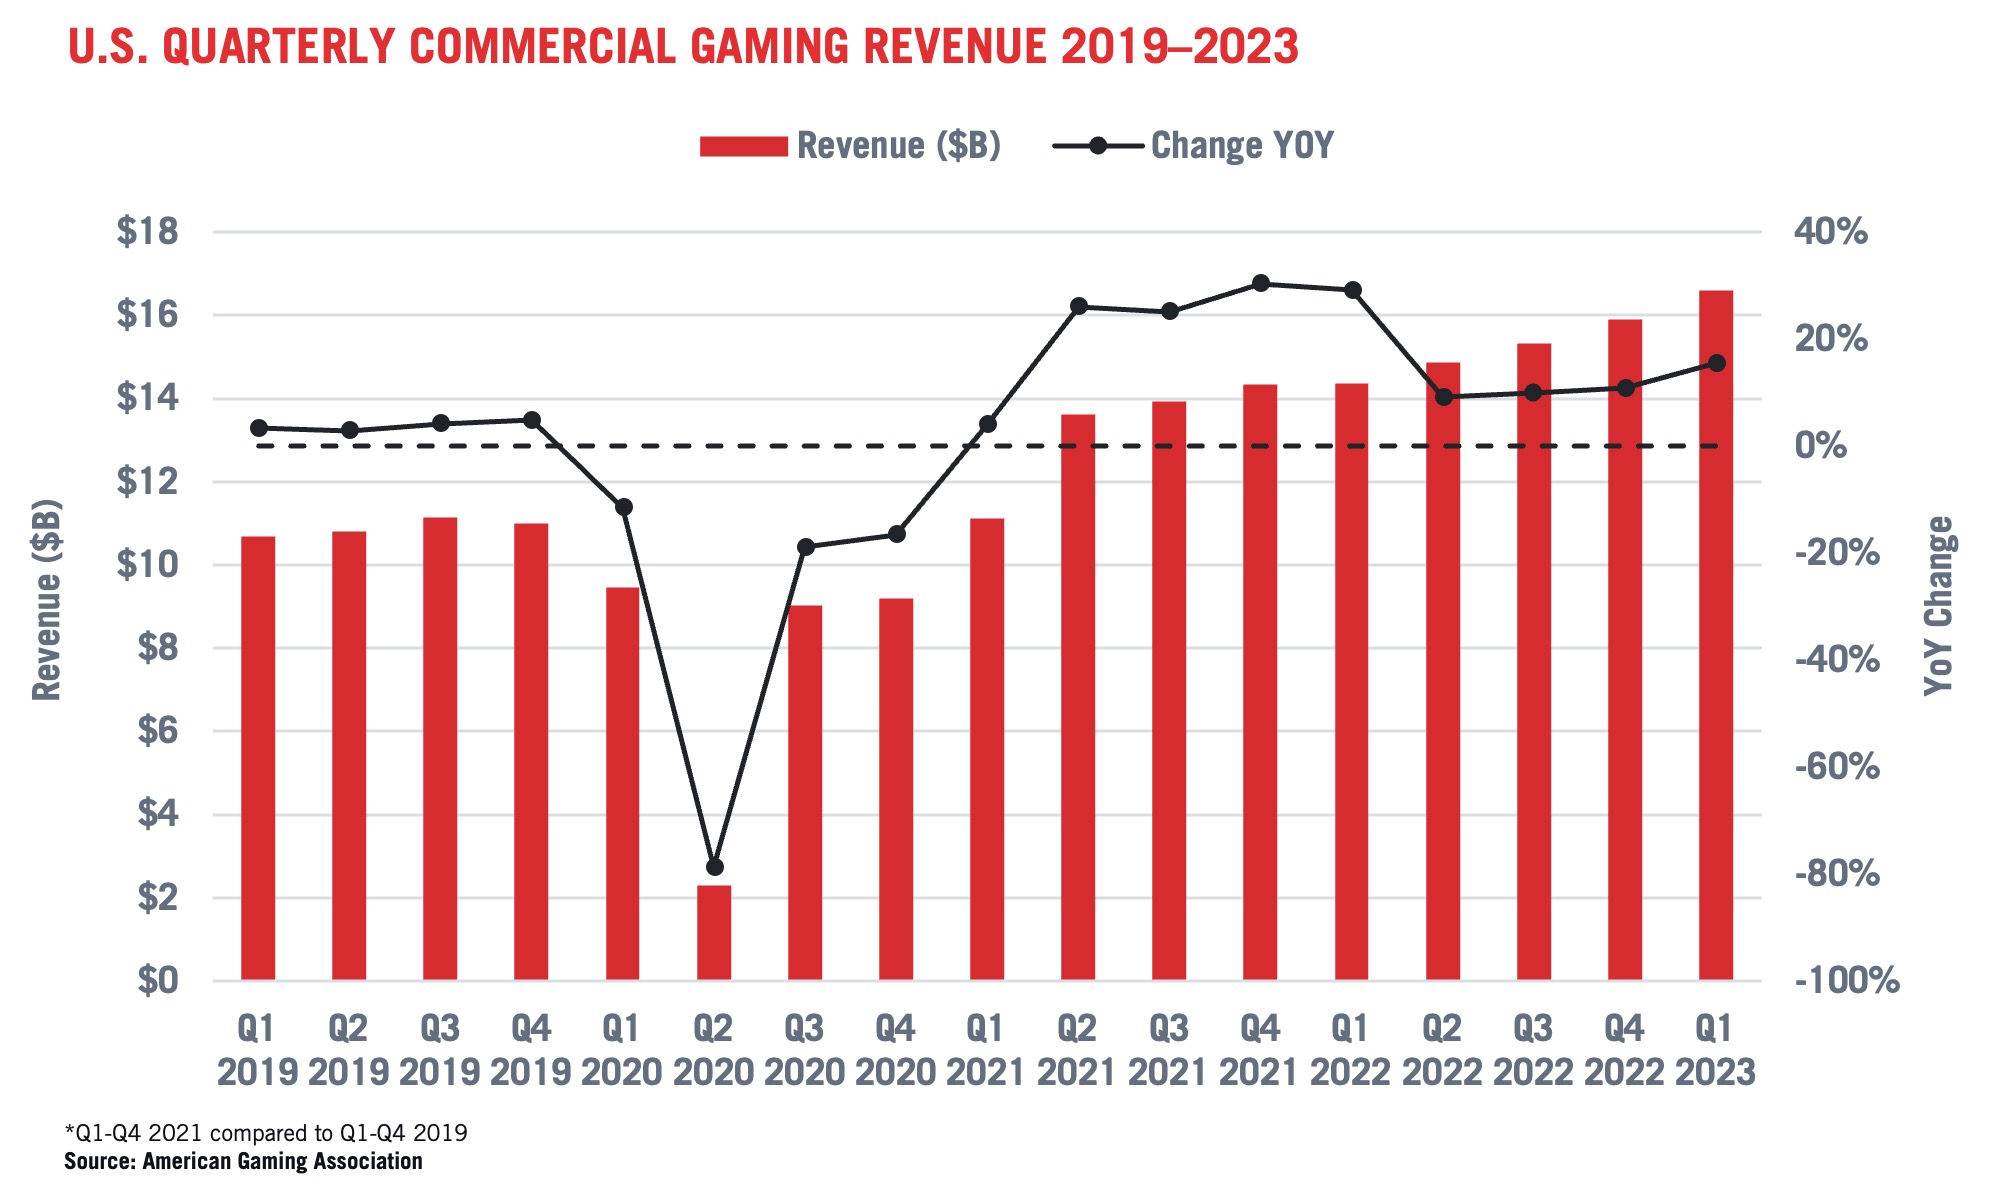 U.S. QUARTERLY COMMERCIAL GAMING REVENUE 2019–2023
Revenue ($B) Change YOY
$18 40%
$16
20%
$14
0%
$12
$10
-20%
$8
-40%
$6
-60%
$4
-80%
$2
$0 -100%
Revenue ($B)
YoY Change
Q1 Q2 Q3 Q4 Q1 Q2 Q3 Q4 Q1 Q2 Q3 Q4 Q1 Q2 Q3 Q4 Q1
2019 2019 2019 2019 2020 2020 2020 2020 2021 2021 2021 2021 2022 2022 2022 2022 2023
*Q1-Q4 2021 compared to Q1-Q4 2019
Source: American Gaming Association